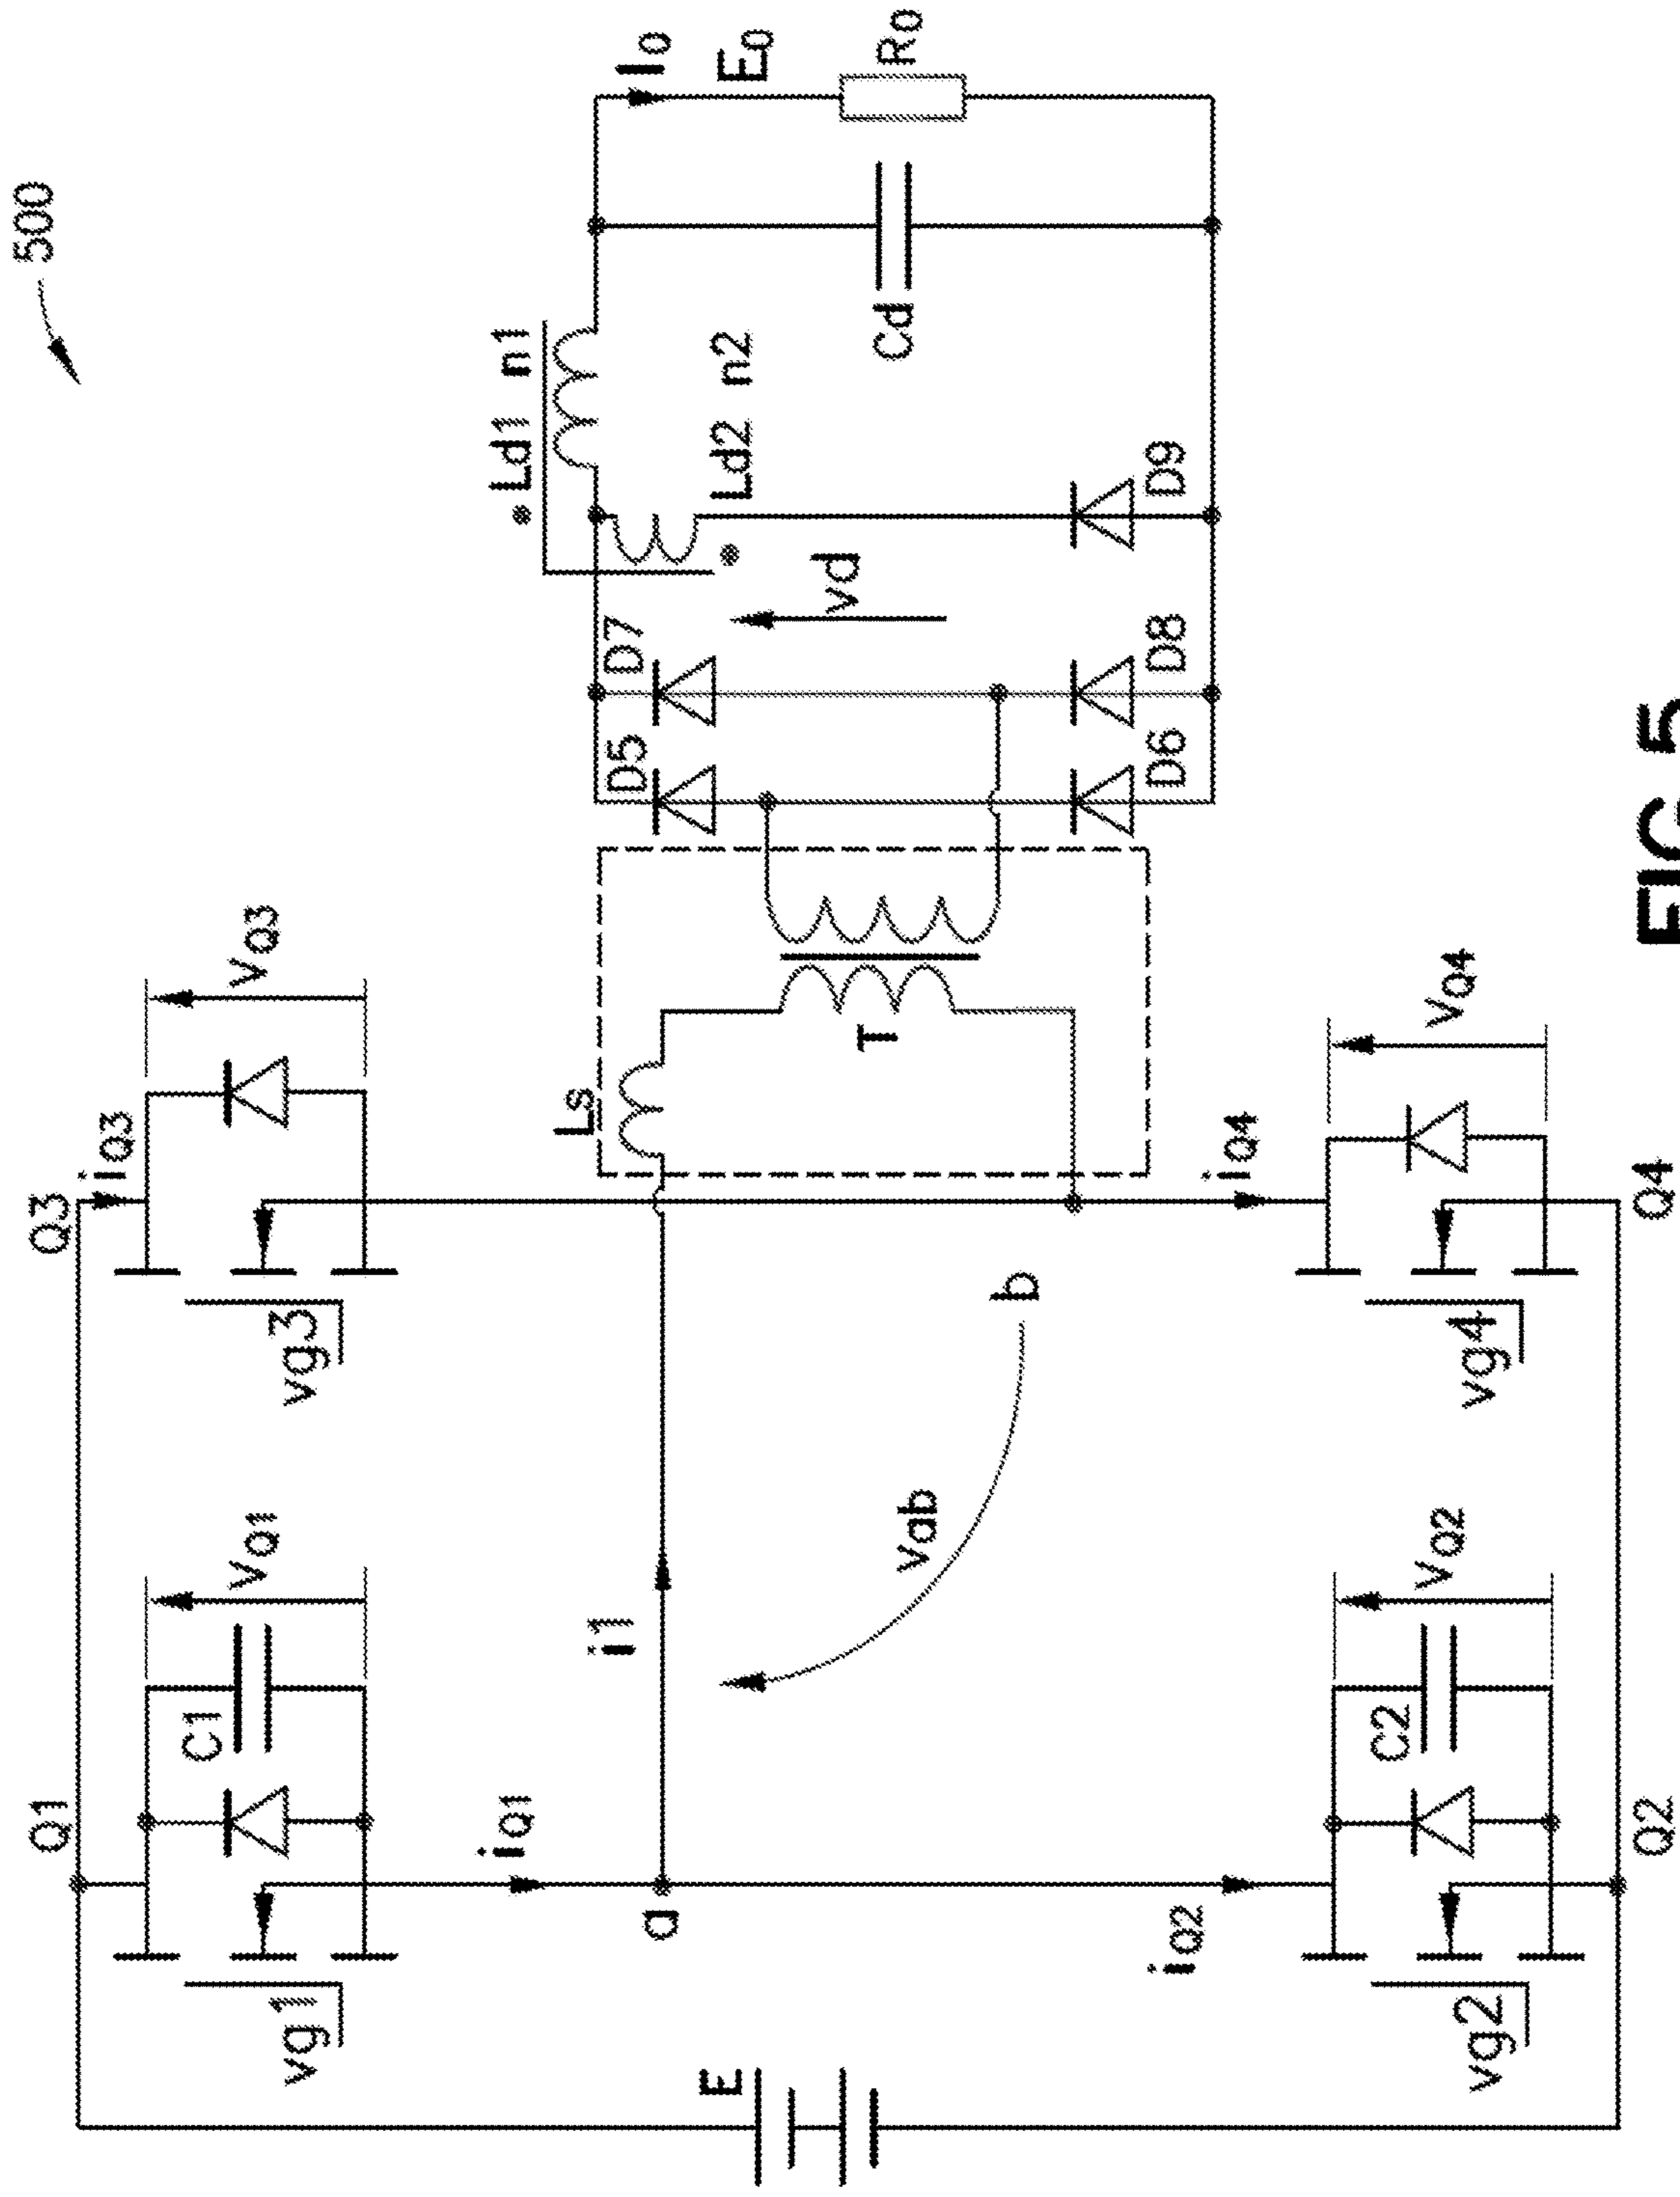 500
Q1
Q3
iQ3
VQ3
VQ1
C1
vg1
vg3
iQ1
i1
Ls
T
a
E
vab
b
D5
D7
vd
Ld1 n1
Ld2 n2
Cd
Io
Eo
Ro
D6
D8
D9
iQ2
iQ4
VQ4
VQ2
C2
vg2
vg4
Q2
Q4
FIG 5